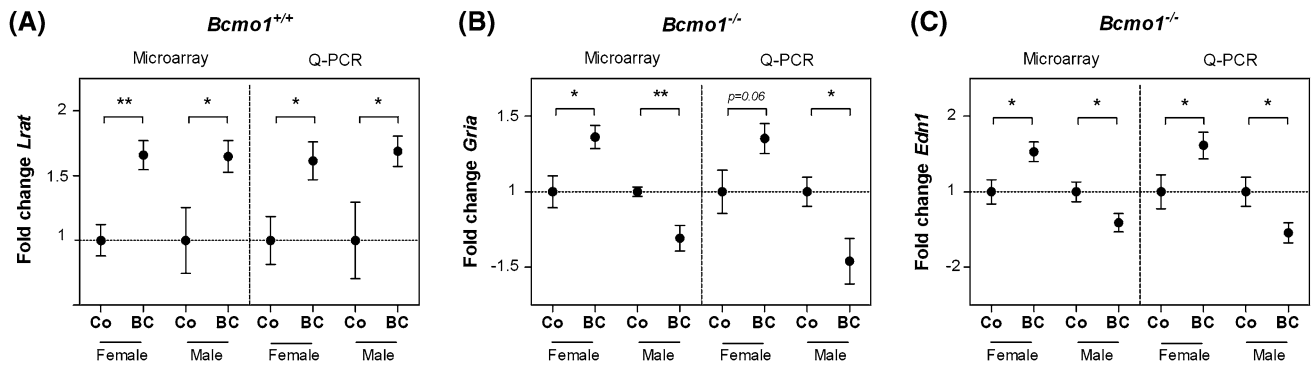 (A) Bcmo1+/+
Microarray Q-PCR
** * * *
2
1.5
1
Fold change Lrat
Co BC Co BC Co BC Co BC
Female Male Female Male
(B) Bcmo1-/-
Microarray Q-PCR
* ** p=0.06 *
1.5
1
-1.5
Fold change Gria
Co BC Co BC Co BC Co BC
Female Male Female Male
(C) Bcmo1-/-
Microarray Q-PCR
* * * *
2
1
-2
Fold change Edn1
Co BC Co BC Co BC Co BC
Female Male Female Male